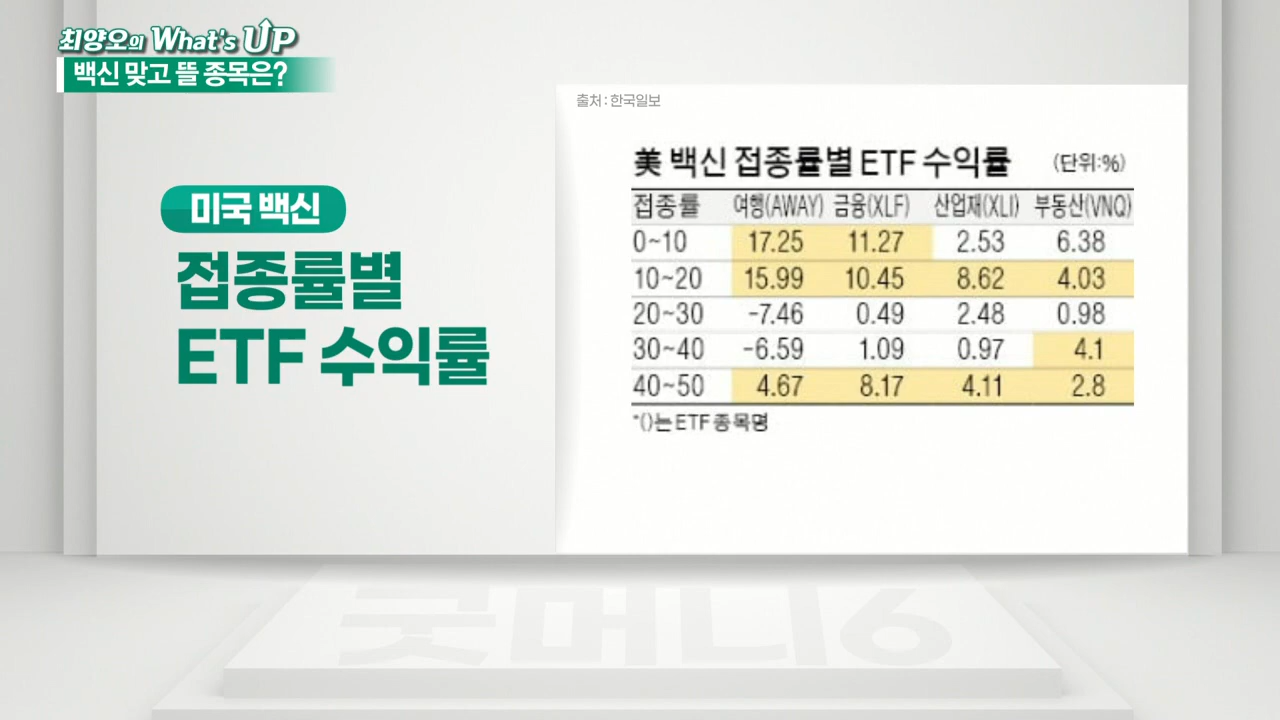 최양오의 What's UP
백신 맞고 뜰 종목은?
출처 : 한국일보
미국 백신
접종률별
ETF 수익률
美 백신 접종률별 ETF 수익률 (단위:%)
접종률 여행(AWAY) 금융(XLF) 산업재(XLI) 부동산(VNQ)
0~10 17.25 11.27 2.53 6.38
10~20 15.99 10.45 8.62 4.03
20~30 -7.46 0.49 2.48 0.98
30~40 -6.59 1.09 0.97 4.1
40~50 4.67 8.17 4.11 2.8
*()는 ETF 종목명
굿머니6